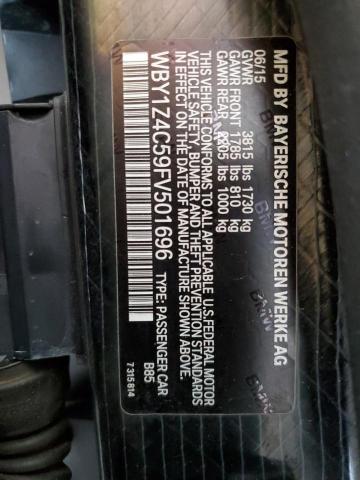 MFD BY BAYERISCHE MOTOREN WERKE AG
06/15
GVWR 3815 lbs 1730 kg
GAWR FRONT 1785 lbs 810 kg
GAWR REAR 2205 lbs 1000 kg
THIS VEHICLE CONFORMS TO ALL APPLICABLE U.S.FEDERAL MOTOR
VEHICLE SAFETY, BUMPER AND THEFT PREVENTION STANDARDS
IN EFFECT ON THE DATE OF MANUFACTURE SHOWN ABOVE.
WBY1Z4C59FV501696 TYPE: PASSENGER CAR
B85
7315814